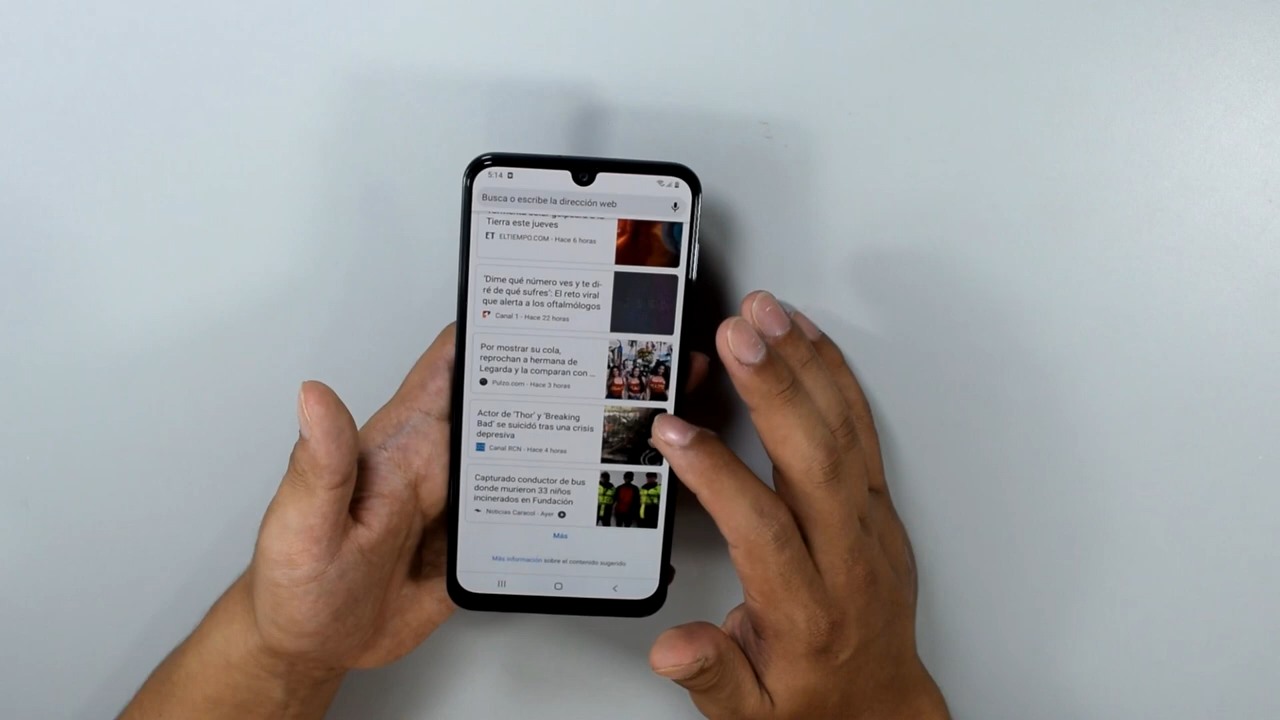 5:14
Busca o escribe la dirección web
Tierra este jueves
ET ELTIEMPO.COM - Hace 6 horas
'Dime qué número ves y te di-
ré de qué sufres': El reto viral
que alerta a los oftalmólogos
Canal 1 - Hace 22 horas
Por mostrar su cola,
reprochan a hermana de
Legarda y la comparan con ...
Pulzo.com - Hace 3 horas
Actor de 'Thor' y 'Breaking
Bad' se suicidó tras una crisis
depresiva
Canal RCN - Hace 4 horas
Capturado conductor de bus
donde murieron 33 niños
incinerados en Fundación
Noticias Caracol - Ayer
Más
Más información sobre el contenido sugerido